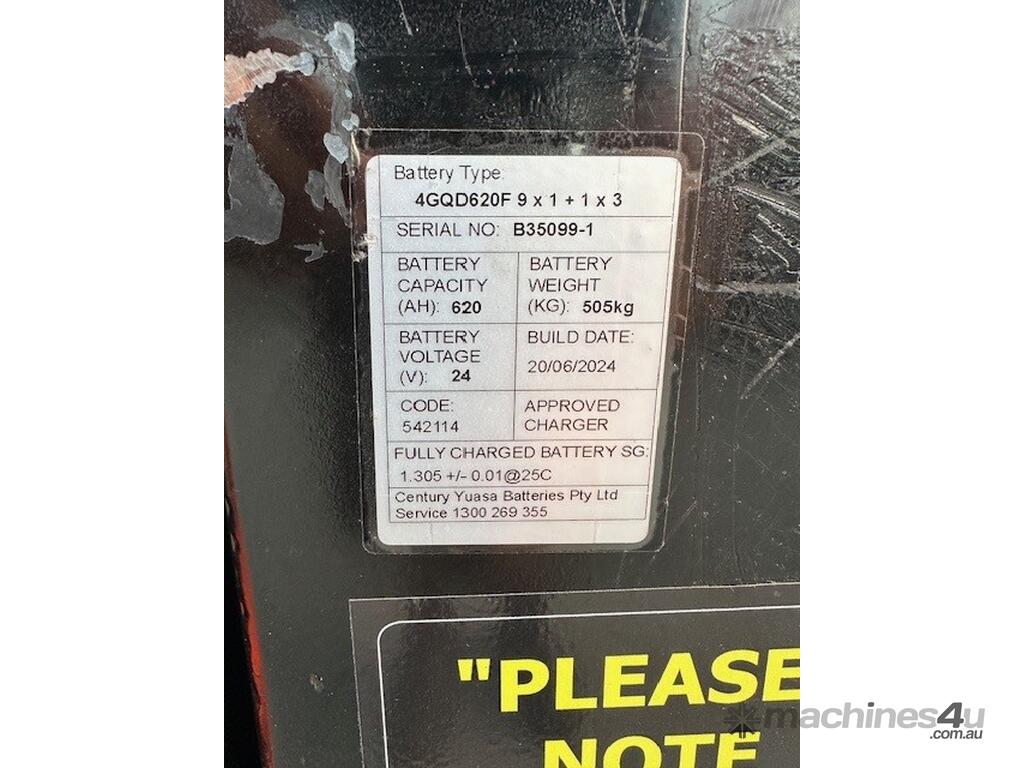 Battery Type:
4GQD620F 9 x 1 + 1 x 3
SERIAL NO: B35099-1
BATTERY
CAPACITY
(AH): 620
BATTERY
WEIGHT
(KG): 505kg
BATTERY
VOLTAGE
(V): 24
BUILD DATE:
20/06/2024
CODE:
542114
APPROVED
CHARGER
FULLY CHARGED BATTERY SG:
1.305 +/- 0.01@25C
Century Yuasa Batteries Pty Ltd
Service 1300 269 355
"PLEASE
NOTE
machines4u
.com.au